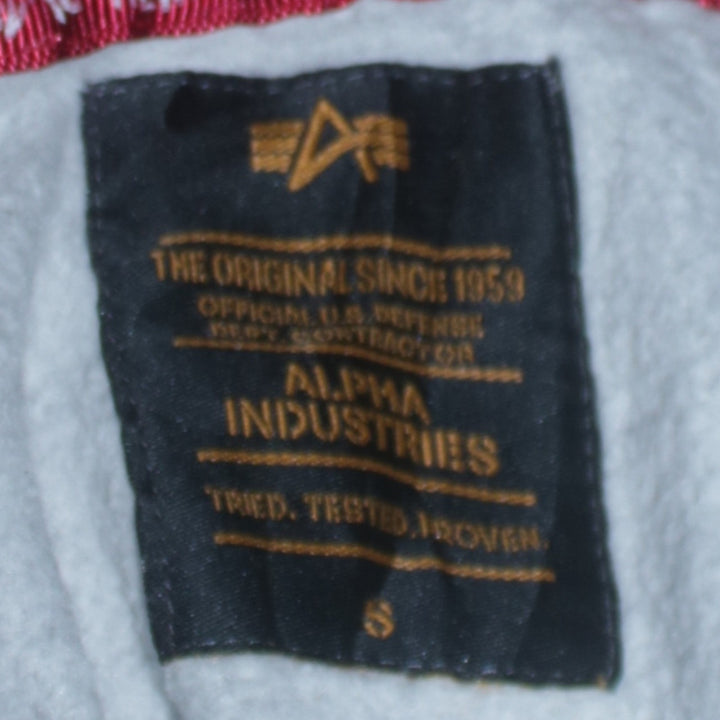 THE ORIGINAL SINCE 1959
OFFICIAL U.S. DEFENSE
DEPT. CONTRACTOR
ALPHA
INDUSTRIES
TRIED. TESTED. PROVEN.
S